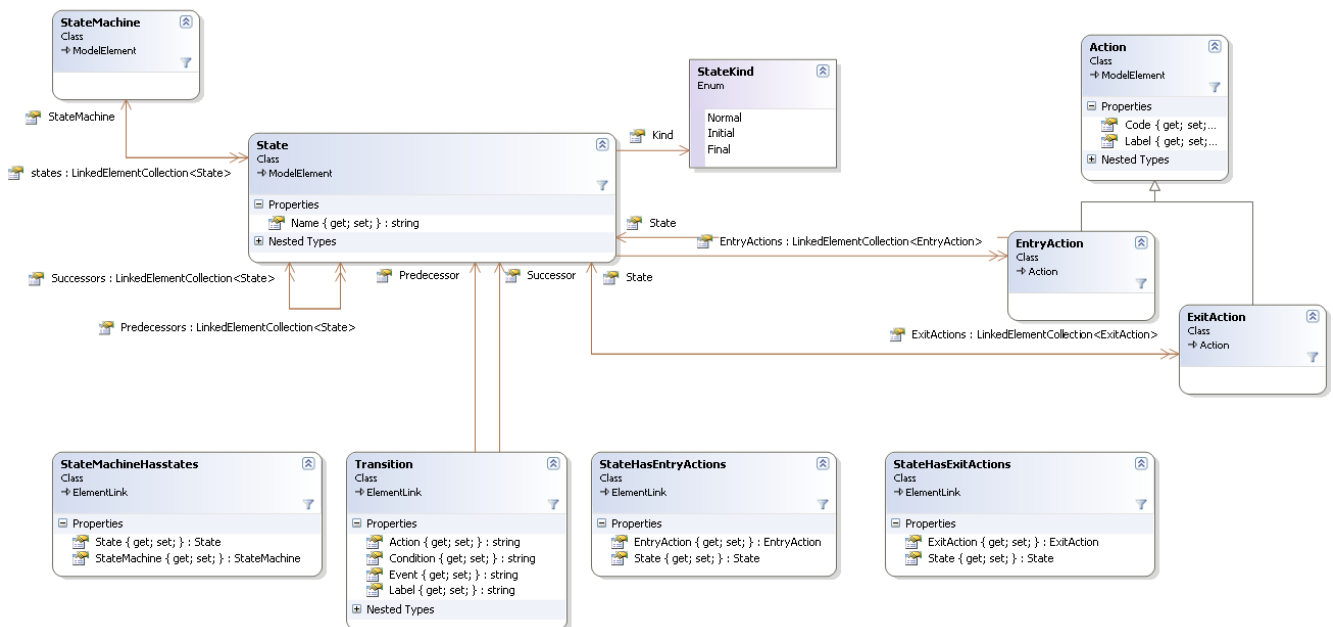 StateMachine
Class
ModelElement
StateMachine
states : LinkedElementCollection<State>
State
Class
ModelElement
Properties
Name { get; set; } : string
Nested Types
Kind
StateKind
Enum
Normal
Initial
Final
Action
Class
ModelElement
Properties
Code { get; set;...
Label { get; set;...
Nested Types
State
EntryActions : LinkedElementCollection<EntryAction>
EntryAction
Class
Action
Successors : LinkedElementCollection<State>
Predecessors : LinkedElementCollection<State>
Predecessor
Successor
State
ExitActions : LinkedElementCollection<ExitAction>
ExitAction
Class
Action
StateMachineHasstates
Class
ElementLink
Properties
State { get; set; } : State
StateMachine { get; set; } : StateMachine
Transition
Class
ElementLink
Properties
Action { get; set; } : string
Condition { get; set; } : string
Event { get; set; } : string
Label { get; set; } : string
Nested Types
StateHasEntryActions
Class
ElementLink
Properties
EntryAction { get; set; } : EntryAction
State { get; set; } : State
StateHasExitActions
Class
ElementLink
Properties
ExitAction { get; set; } : ExitAction
State { get; set; } : State